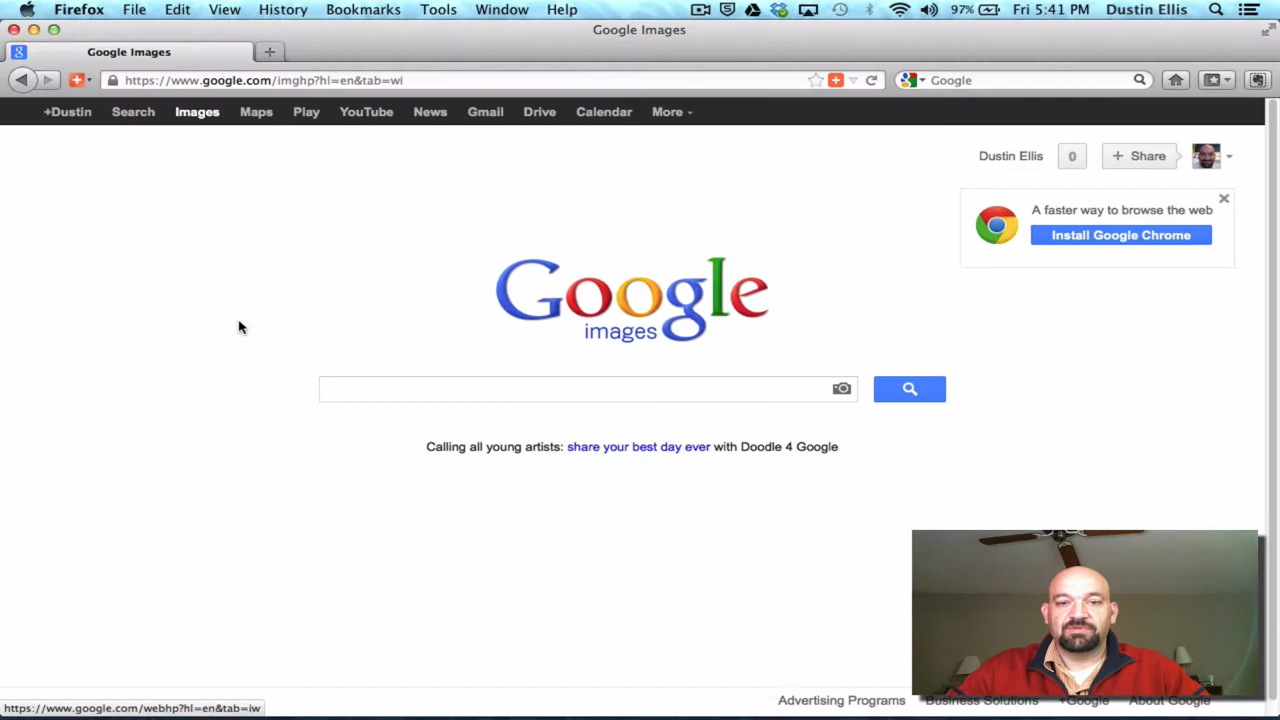 Firefox File Edit View History Bookmarks Tools Window Help 97% Fri 5:41 PM Dustin Ellis
Google Images
Google Images
https://www.google.com/imghp?hl=en&tab=wi
Google
+Dustin Search Images Maps Play YouTube News Gmail Drive Calendar More
Dustin Ellis 0 + Share
A faster way to browse the web
Install Google Chrome
Google
images
Calling all young artists: share your best day ever with Doodle 4 Google
Advertising Programs Business Solutions +Google About Google
https://www.google.com/webhp?hl=en&tab=iw